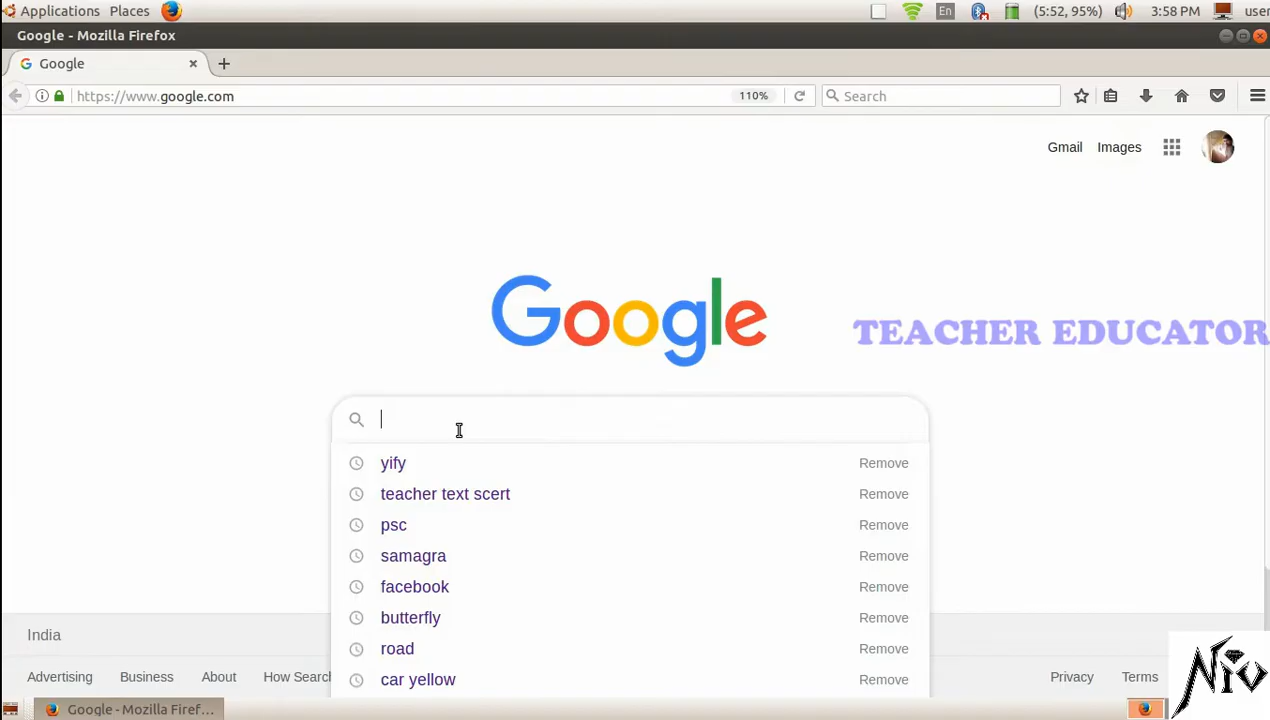 Applications Places En (5:52, 95%) 3:58 PM user
Google - Mozilla Firefox
Google
https://www.google.com 110% Search
Gmail Images
Google
TEACHER EDUCATOR
yify Remove
teacher text scert Remove
psc Remove
samagra Remove
facebook Remove
butterfly Remove
road Remove
car yellow Remove
India
Advertising Business About How Search Privacy Terms
Niv
Google - Mozilla Firef...